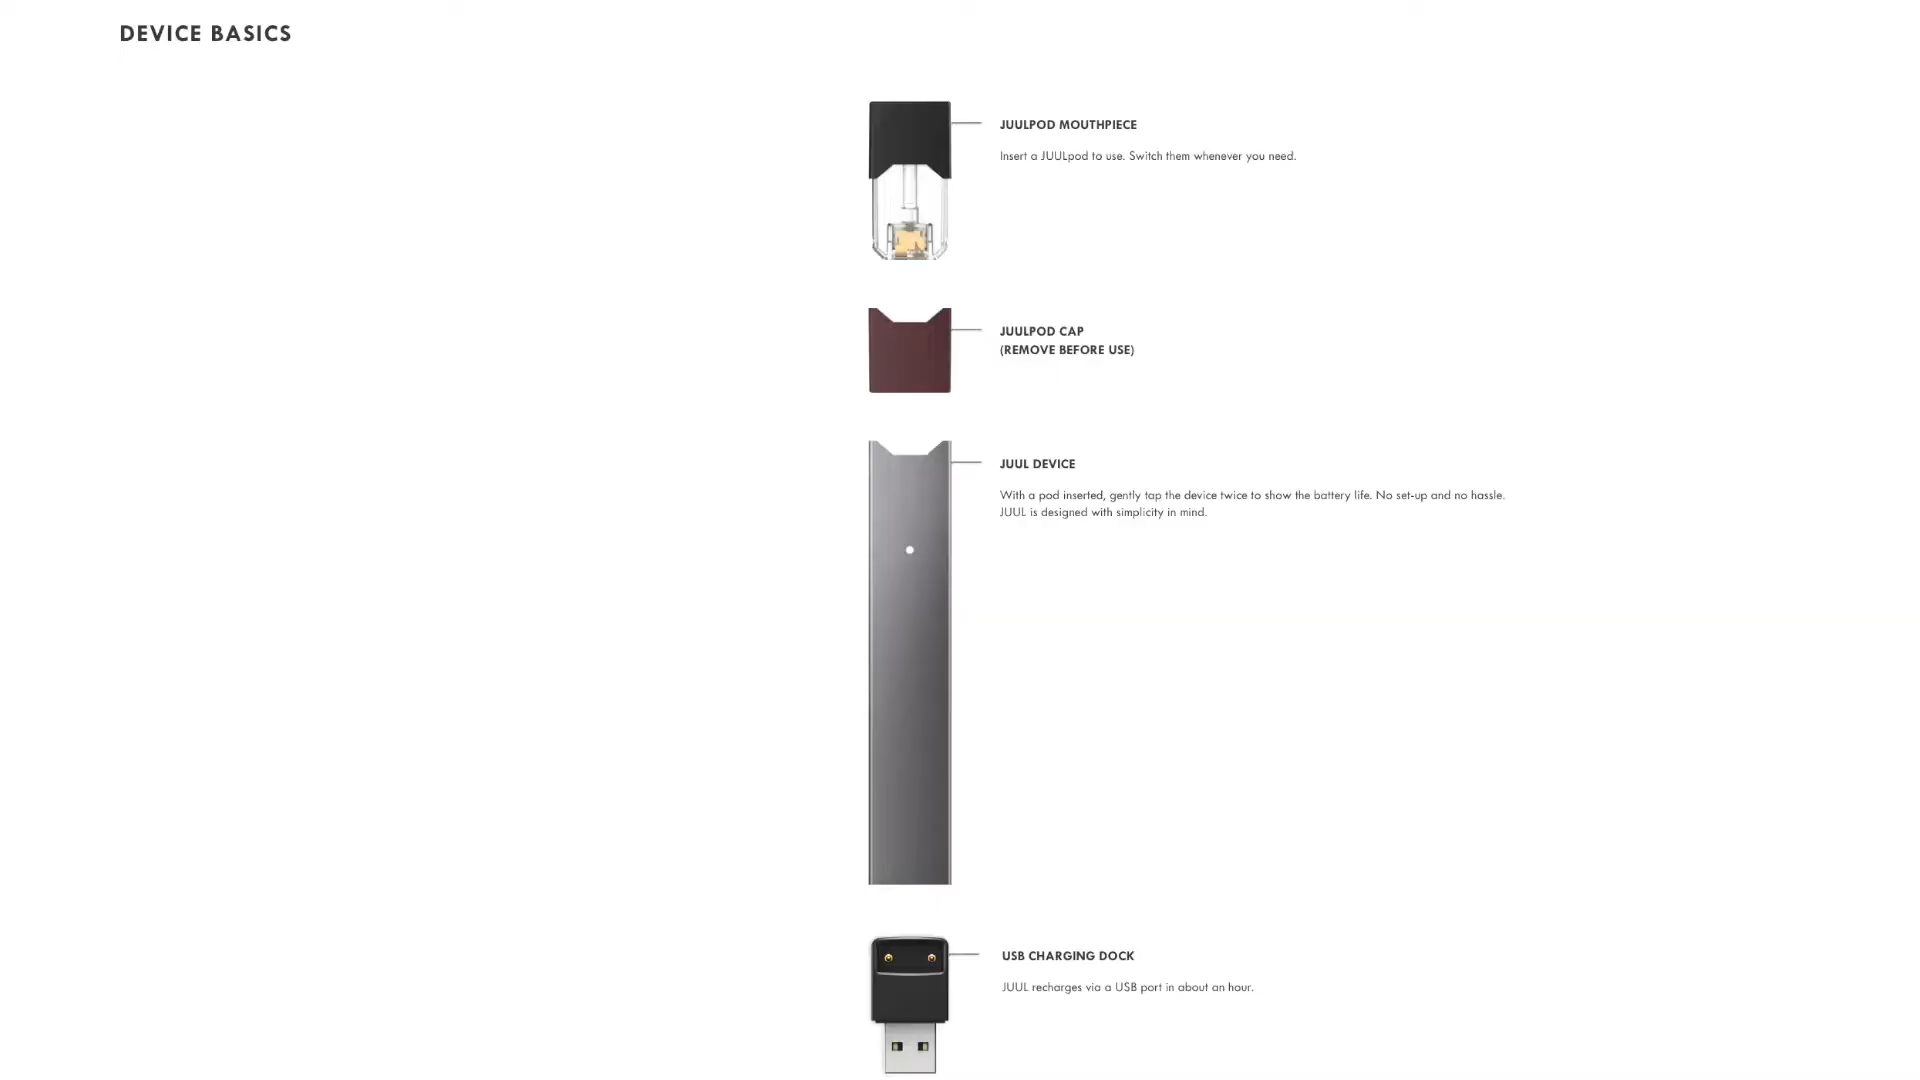 DEVICE BASICS
JUULPOD MOUTHPIECE
Insert a JUULpod to use. Switch them whenever you need.
JUULPOD CAP
(REMOVE BEFORE USE)
JUUL DEVICE
With a pod inserted, gently tap the device twice to show the battery life. No set-up and no hassle.
JUUL is designed with simplicity in mind.
USB CHARGING DOCK
JUUL recharges via a USB port in about an hour.